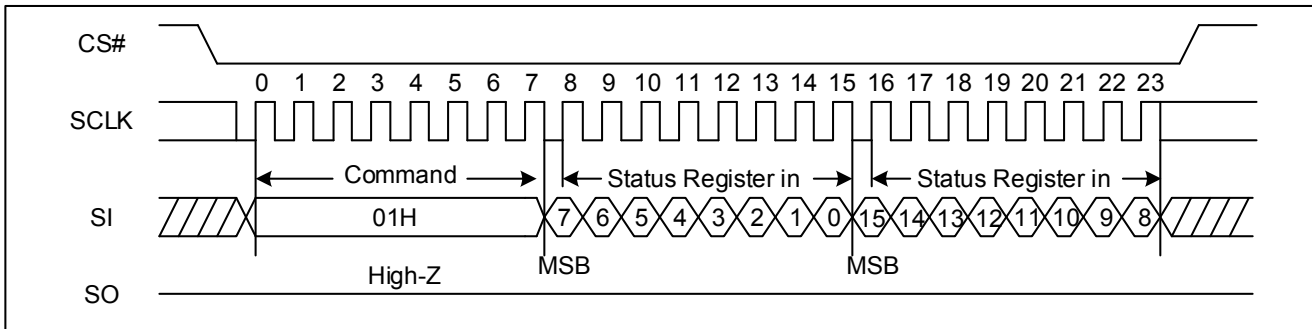 CS#
0 1 2 3 4 5 6 7 8 9 10 11 12 13 14 15 16 17 18 19 20 21 22 23
SCLK
Command Status Register in Status Register in
SI 01H 7 6 5 4 3 2 1 0 15 14 13 12 11 10 9 8
MSB MSB
High-Z
SO